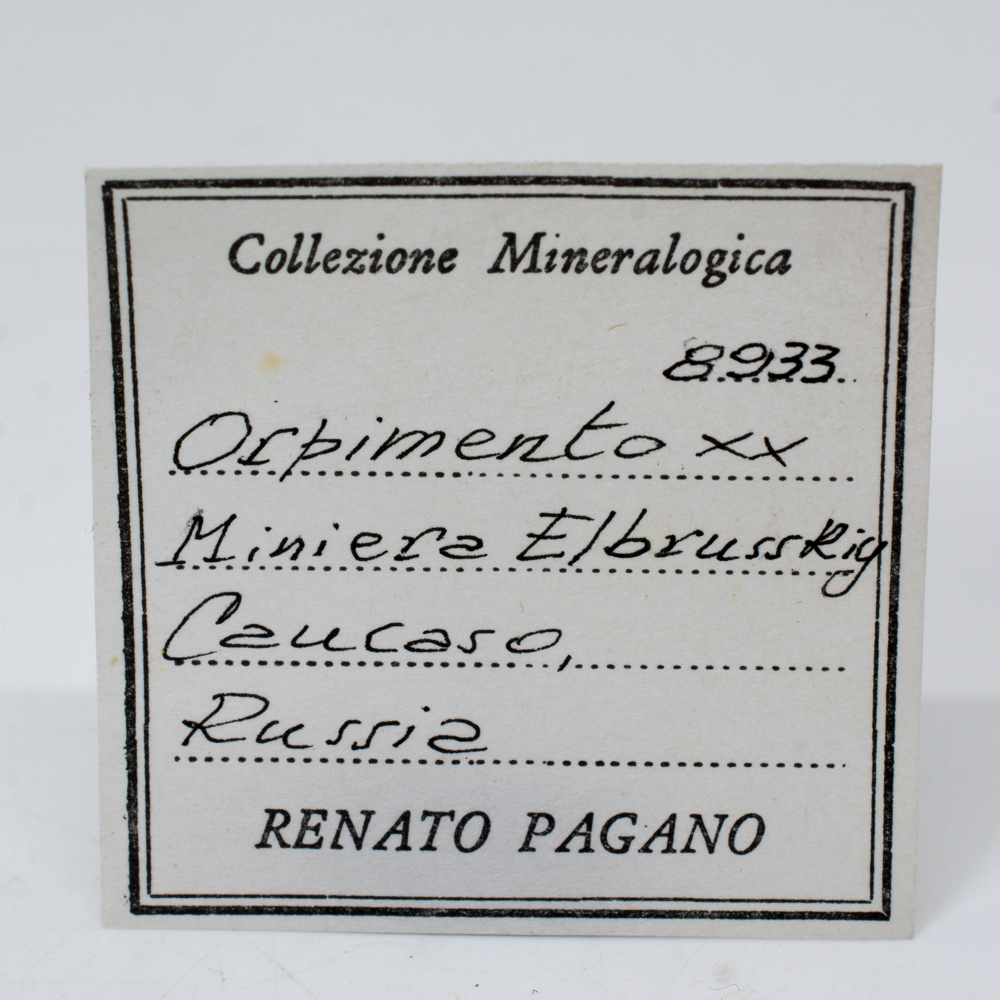 Collezione Mineralogica
8933
Orpimento xx
Miniera Elbrusskiy
Caucaso,
Russia
RENATO PAGANO